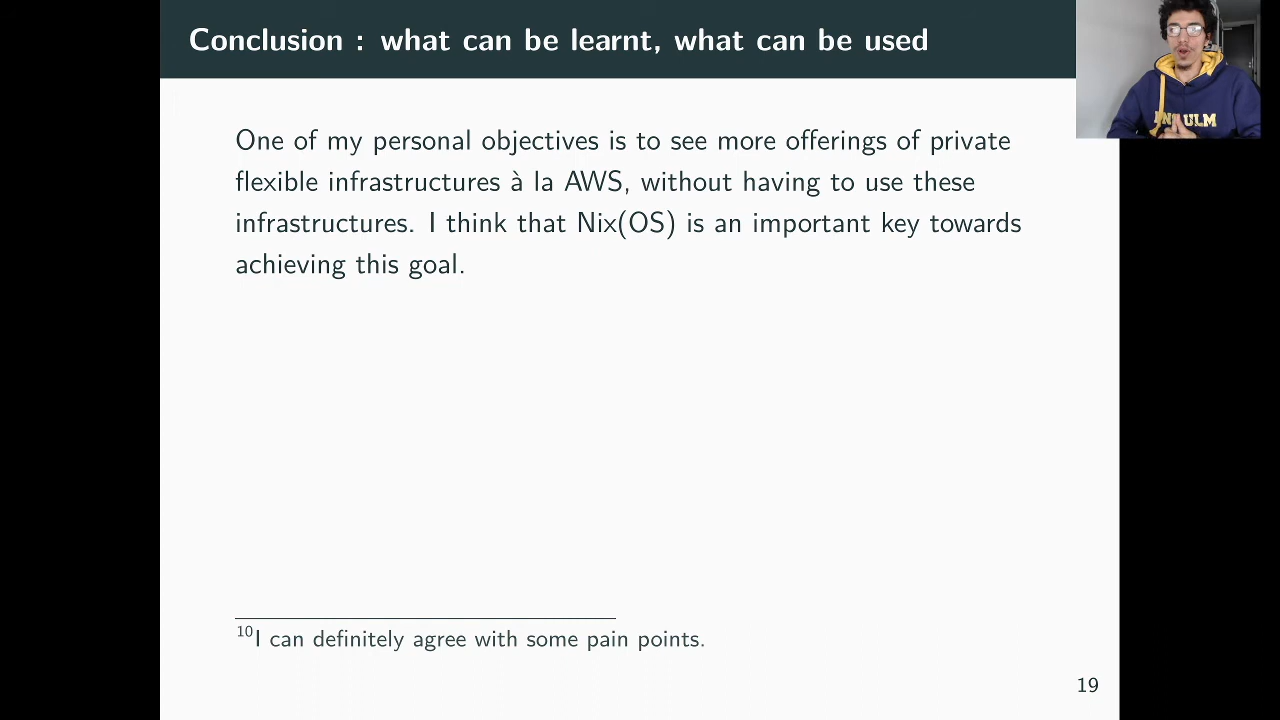 Conclusion : what can be learnt, what can be used
One of my personal objectives is to see more offerings of private
flexible infrastructures à la AWS, without having to use these
infrastructures. I think that Nix(OS) is an important key towards
achieving this goal.
10I can definitely agree with some pain points.
19
ULM